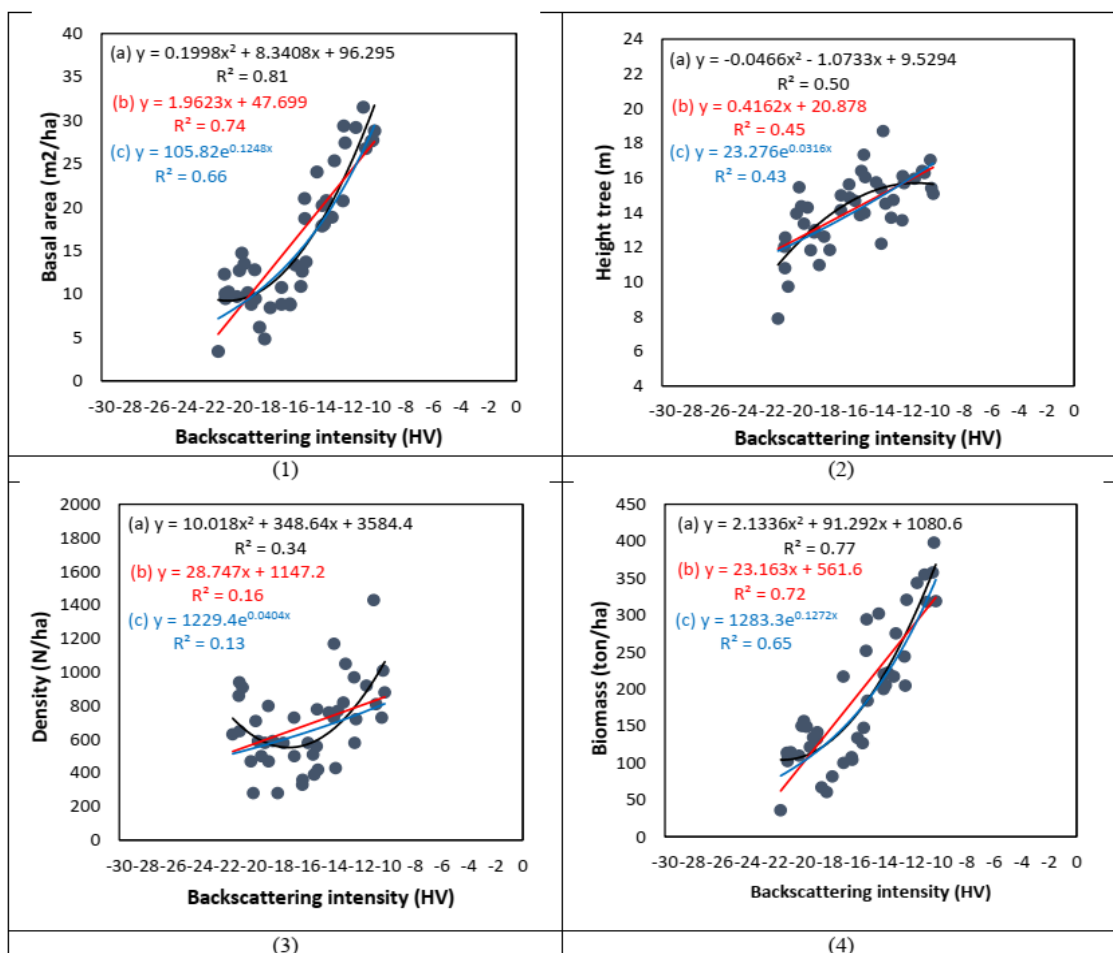 40
35
30
25
20
15
10
5
0
Basal area (m2/ha)
(a) y = 0.1998x² + 8.3408x + 96.295
R² = 0.81
(b) y = 1.9623x + 47.699
R² = 0.74
(c) y = 105.82e^0.1248x
R² = 0.66
-30-28-26-24-22-20-18-16-14-12-10 -8 -6 -4 -2 0
Backscattering intensity (HV)
(1)
24
22
20
18
16
14
12
10
8
6
4
Height tree (m)
(a) y = -0.0466x² - 1.0733x + 9.5294
R² = 0.50
(b) y = 0.4162x + 20.878
R² = 0.45
(c) y = 23.276e^0.0316x
R² = 0.43
-30-28-26-24-22-20-18-16-14-12-10 -8 -6 -4 -2 0
Backscattering intensity (HV)
(2)
2000
1800
1600
1400
1200
1000
800
600
400
200
0
Density (N/ha)
(a) y = 10.018x² + 348.64x + 3584.4
R² = 0.34
(b) y = 28.747x + 1147.2
R² = 0.16
(c) y = 1229.4e^0.0404x
R² = 0.13
-30-28-26-24-22-20-18-16-14-12-10 -8 -6 -4 -2 0
Backscattering intensity (HV)
(3)
450
400
350
300
250
200
150
100
50
0
Biomass (ton/ha)
(a) y = 2.1336x² + 91.292x + 1080.6
R² = 0.77
(b) y = 23.163x + 561.6
R² = 0.72
(c) y = 1283.3e^0.1272x
R² = 0.65
-30-28-26-24-22-20-18-16-14-12-10 -8 -6 -4 -2 0
Backscattering intensity (HV)
(4)